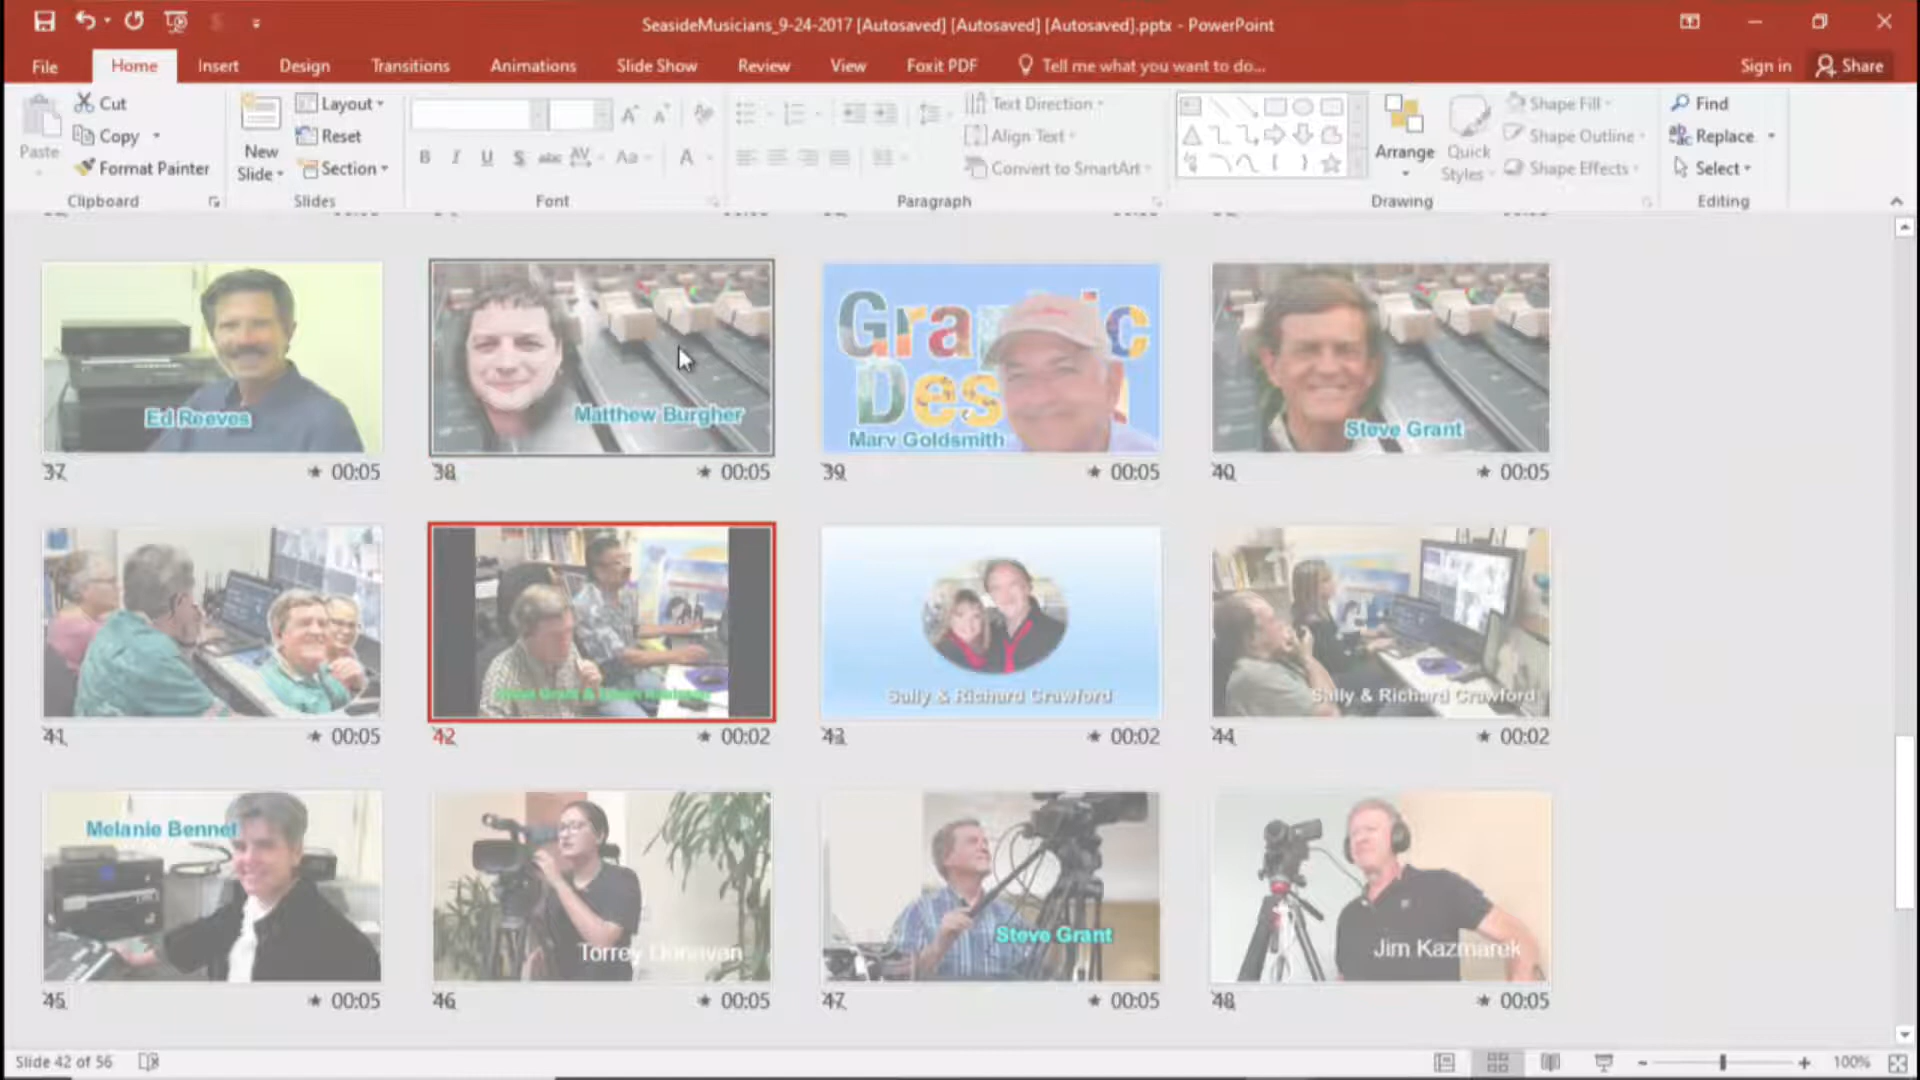 SeasideMusicians_9-24-2017 [Autosaved] [Autosaved] [Autosaved].pptx - PowerPoint
File Home Insert Design Transitions Animations Slide Show Review View Foxit PDF Tell me what you want to do... Sign in Share
Paste
Cut
Copy
Format Painter
Clipboard
New Slide
Layout
Reset
Section
Slides
B I U S abc AV Aa A
Font
Text Direction
Align Text
Convert to SmartArt
Paragraph
Arrange
Quick Styles
Shape Fill
Shape Outline
Shape Effects
Drawing
Find
Replace
Select
Editing
Ed Reeves
Matthew Burgher
Marv Goldsmith
Steve Grant
37 00:05 38 00:05 39 00:05 40 00:05
Sally & Richard Crawford
Sally & Richard Crawford
41 00:05 42 00:02 43 00:02 44 00:02
Melanie Bennet
Torrey Donnavan
Steve Grant
Jim Kazmarek
45 00:05 46 00:05 47 00:05 48 00:05
Slide 42 of 56
100%